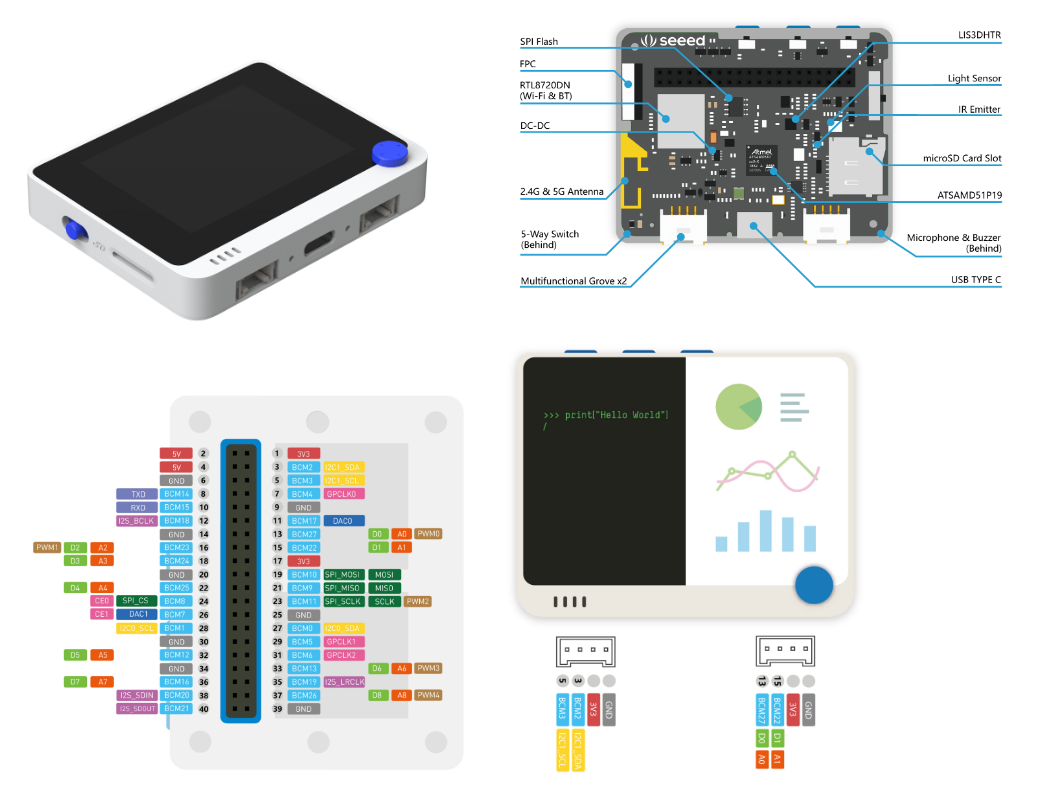 seeed
SPI Flash
FPC
RTL8720DN
(Wi-Fi & BT)
DC-DC
2.4G & 5G Antenna
5-Way Switch
(Behind)
Multifunctional Grove x2
LIS3DHTR
Light Sensor
IR Emitter
microSD Card Slot
ATSAMD51P19
Microphone & Buzzer
(Behind)
USB TYPE C
Atmel
5V 2 1 3V3
5V 4 3 BCM2 I2C1_SDA
GND 6 5 BCM3 I2C1_SCL
TXD BCM14 8 7 BCM4 GPCLK0
RXD BCM15 10 9 GND
I2S_BCLK BCM18 12 11 BCM17 DAC0
GND 14 13 BCM27 D0 A0 PWM0
PWM1 D2 A2 BCM23 16 15 BCM22 D1 A1
D3 A3 BCM24 18 17 3V3
GND 20 19 BCM10 SPI_MOSI MOSI
D4 A4 BCM25 22 21 BCM9 SPI_MISO MISO
CE0 SPI_CS BCM8 24 23 BCM11 SPI_SCLK SCLK PWM2
CE1 DAC1 BCM7 26 25 GND
I2C0_SCL BCM1 28 27 BCM0 I2C0_SDA
GND 30 29 BCM5 GPCLK1
D5 A5 BCM12 32 31 BCM6 GPCLK2
GND 34 33 BCM13 D6 A6 PWM3
D7 A7 BCM16 36 35 BCM19 I2S_LRCLK
I2S_SDIN BCM20 38 37 BCM26 D8 A8 PWM4
I2S_SDOUT BCM21 40 39 GND
>>> print("Hello World")
/
5 3
BCM3 BCM2 3V3 GND
I2C1_SCL I2C1_SDA
13 15
BCM27 BCM22 3V3 GND
D0 D1
A0 A1